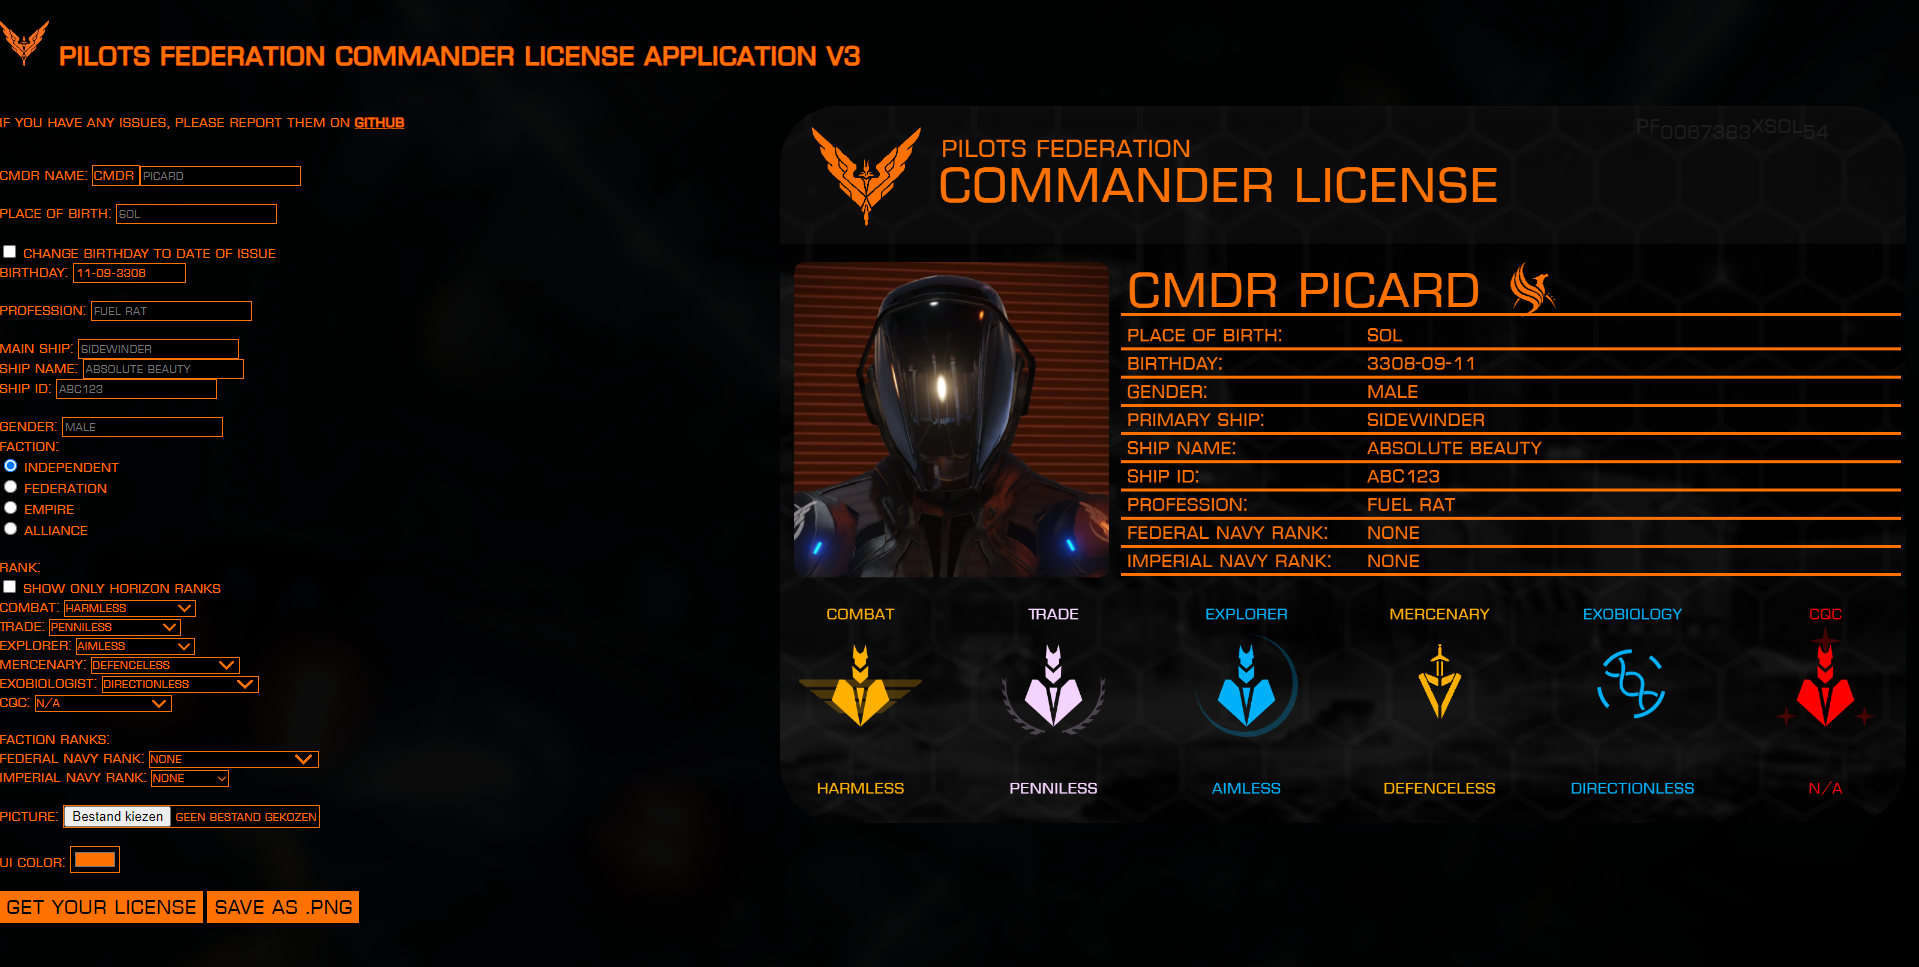 PILOTS FEDERATION COMMANDER LICENSE APPLICATION V3
IF YOU HAVE ANY ISSUES, PLEASE REPORT THEM ON GITHUB
CMDR NAME: CMDR PICARD
PLACE OF BIRTH: SOL
CHANGE BIRTHDAY TO DATE OF ISSUE
BIRTHDAY: 11-09-3308
PROFESSION: FUEL RAT
MAIN SHIP: SIDEWINDER
SHIP NAME: ABSOLUTE BEAUTY
SHIP ID: ABC123
GENDER: MALE
FACTION:
INDEPENDENT
FEDERATION
EMPIRE
ALLIANCE
RANK:
SHOW ONLY HORIZON RANKS
COMBAT: HARMLESS
TRADE: PENNILESS
EXPLORER: AIMLESS
MERCENARY: DEFENCELESS
EXOBIOLOGIST: DIRECTIONLESS
CQC: N/A
FACTION RANKS:
FEDERAL NAVY RANK: NONE
IMPERIAL NAVY RANK: NONE
PICTURE: Bestand kiezen GEEN BESTAND GEKOZEN
UI COLOR:
GET YOUR LICENSE SAVE AS .PNG
PF0067383XSOL54
PILOTS FEDERATION
COMMANDER LICENSE
CMDR PICARD
PLACE OF BIRTH: SOL
BIRTHDAY: 3308-09-11
GENDER: MALE
PRIMARY SHIP: SIDEWINDER
SHIP NAME: ABSOLUTE BEAUTY
SHIP ID: ABC123
PROFESSION: FUEL RAT
FEDERAL NAVY RANK: NONE
IMPERIAL NAVY RANK: NONE
COMBAT TRADE EXPLORER MERCENARY EXOBIOLOGY CQC
HARMLESS PENNILESS AIMLESS DEFENCELESS DIRECTIONLESS N/A